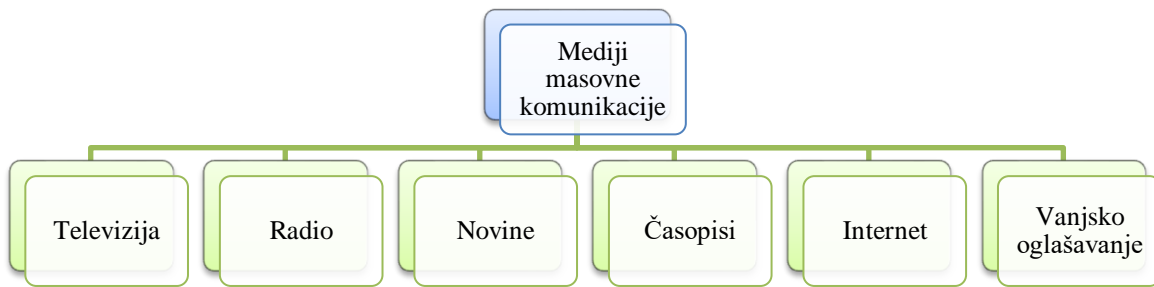 Mediji
masovne
komunikacije
Televizija
Radio
Novine
Časopisi
Internet
Vanjsko
oglašavanje